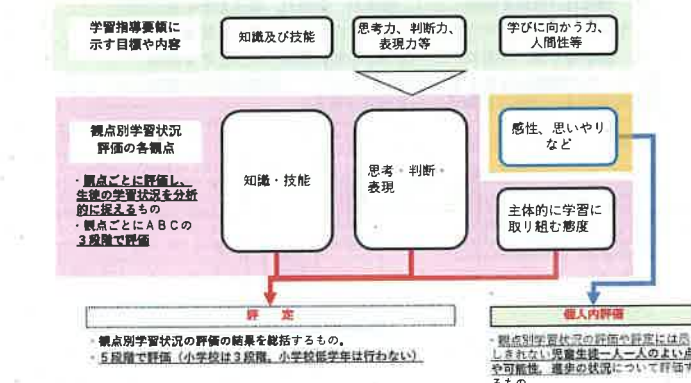 学習指導要領に
示す目標や内容
知識及び技能
思考力、判断力、
表現力等
学びに向かう力、
人間性等
観点別学習状況
評価の各観点
・観点ごとに評価し、
生徒の学習状況を分析
的に捉えるもの
・観点ごとにＡＢＣの
３段階で評価
知識・技能
思考・判断・
表現
感性、思いやり
など
主体的に学習に
取り組む態度
評 定
・観点別学習状況の評価の結果を総括するもの。
・５段階で評価（小学校は３段階。小学校低学年は行わない）
個人内評価
・観点別学習状況の評価や評定には示
しきれない児童生徒一人一人のよい点
や可能性、進歩の状況について評価す
るもの